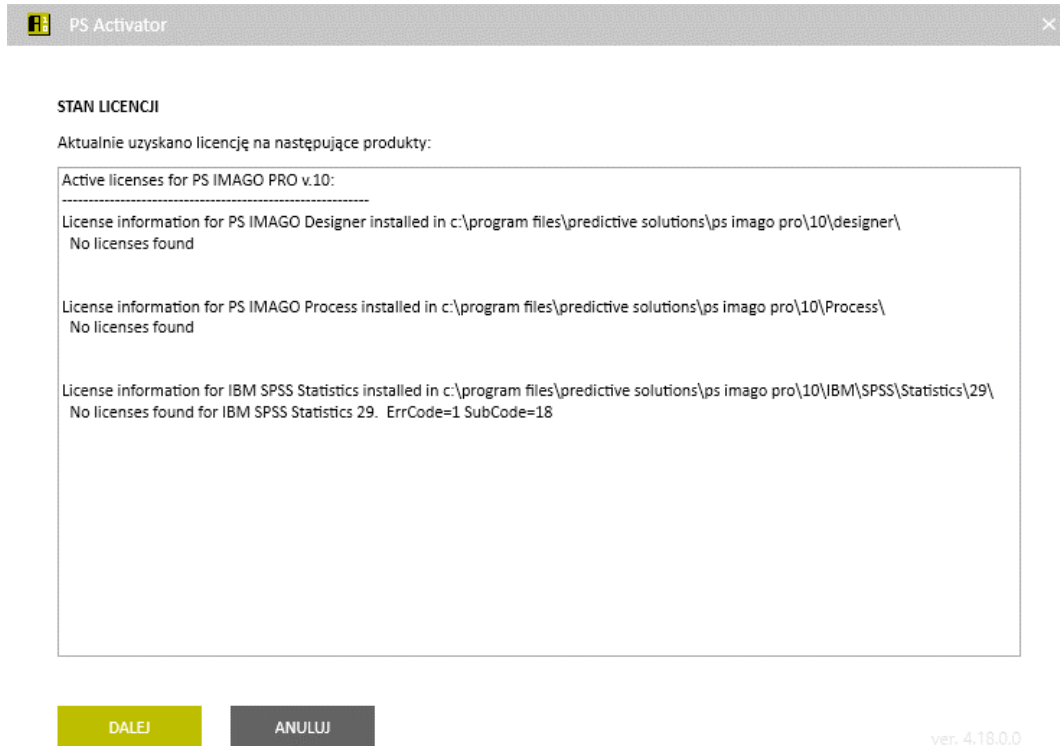 PS Activator
STAN LICENCJI
Aktualnie uzyskano licencję na następujące produkty:
Active licenses for PS IMAGO PRO v.10:
----------------------------------------------------------
License information for PS IMAGO Designer installed in c:\program files\predictive solutions\ps imago pro\10\designer\
No licenses found
License information for PS IMAGO Process installed in c:\program files\predictive solutions\ps imago pro\10\Process\
No licenses found
License information for IBM SPSS Statistics installed in c:\program files\predictive solutions\ps imago pro\10\IBM\SPSS\Statistics\29\
No licenses found for IBM SPSS Statistics 29. ErrCode=1 SubCode=18
DALEJ ANULUJ
ver. 4.18.0.0